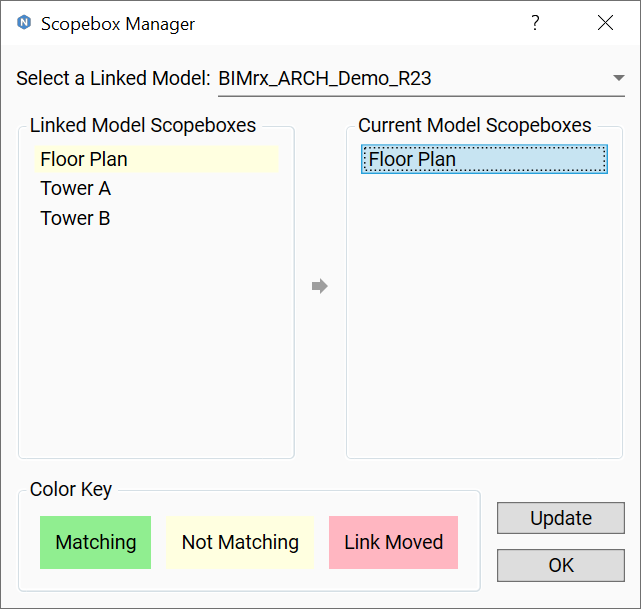 Scopebox Manager
?
Select a Linked Model: BIMrx_ARCH_Demo_R23
Linked Model Scopeboxes
Floor Plan
Tower A
Tower B
Current Model Scopeboxes
Floor Plan
Color Key
Matching
Not Matching
Link Moved
Update
OK